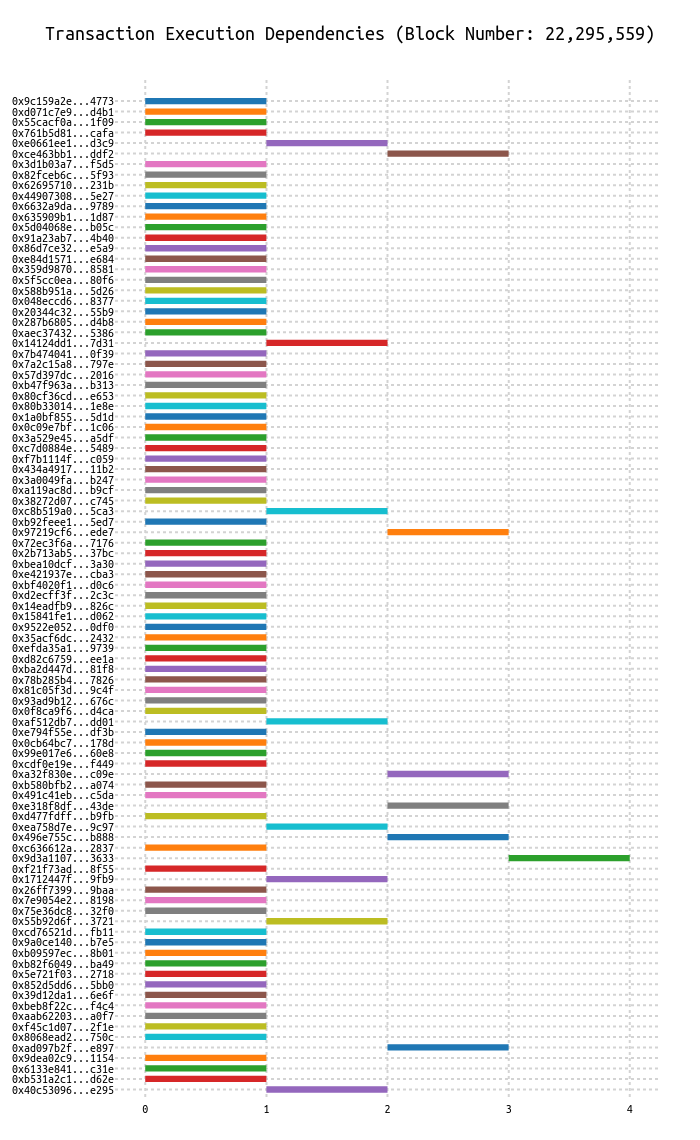 Transaction Execution Dependencies (Block Number: 22,295,559)
0x9c159a2e...4773
0xd071c7e9...d4b1
0x55cacf0a...1f09
0x761b5d81...cafa
0xe0661ee1...d3c9
0xce463bb1...ddf2
0x3d1b03a7...f5d5
0x82fceb6c...5f93
0x62695710...231b
0x44907308...5e27
0x6632a9da...9789
0x635909b1...1d87
0x5d04068e...b05c
0x91a23ab7...4b40
0x86d7ce32...e5a9
0xe84d1571...e684
0x359d9870...8581
0x5f5cc0ea...80f6
0x588b951a...5d26
0x048eccd6...8377
0x20344c32...55b9
0x287b6805...d4b8
0xaec37432...5386
0x14124dd1...7d31
0x7b474041...0f39
0x7a2c15a8...797e
0x57d397dc...2016
0xb47f963a...b313
0x80cf36cd...e653
0x80b33014...1e8e
0x1a0bf855...5d1d
0x0c09e7bf...1c06
0x3a529e45...a5df
0xc7d0884e...5489
0xf7b1114f...c059
0x434a4917...11b2
0x3a0049fa...b247
0xa119ac8d...b9cf
0x38272d07...c745
0xc8b519a0...5ca3
0xb92feee1...5ed7
0x97219cf6...ede7
0x72ec3f6a...7176
0x2b713ab5...37bc
0xbea10dcf...3a30
0xe421937e...cba3
0xbf4020f1...d0c6
0xd2ecff3f...2c3c
0x14eadfb9...826c
0x15841fe1...d062
0x9522e052...0df0
0x35acf6dc...2432
0xefda35a1...9739
0xd82c6759...ee1a
0xba2d447d...81f8
0x78b285b4...7826
0x81c05f3d...9c4f
0x93ad9b12...676c
0x0f8ca9f6...d4ca
0xaf512db7...dd01
0xe794f55e...df3b
0x0cb64bc7...178d
0x99e017e6...60e8
0xcdf0e19e...f449
0xa32f830e...c09e
0xb580bfb2...a074
0x491c41eb...c5da
0xe318f8df...43de
0xd477fdff...b9fb
0xea758d7e...9c97
0x496e755c...b888
0xc636612a...2837
0x9d3a1107...3633
0xf21f73ad...8f55
0x1712447f...9fb9
0x26ff7399...9baa
0x7e9054e2...8198
0x75e36dc8...32f0
0x55b92d6f...3721
0xcd76521d...fb11
0x9a0ce140...b7e5
0xb09597ec...8b01
0xb82f6049...ba49
0x5e721f03...2718
0x852d5dd6...5bb0
0x39d12da1...6e6f
0xbeb8f22c...f4c4
0xaab62203...a0f7
0xf45c1d07...2f1e
0x8068ead2...750c
0xad097b2f...e897
0x9dea02c9...1154
0x6133e841...c31e
0xb531a2c1...d62e
0x40c53096...e295
0 1 2 3 4